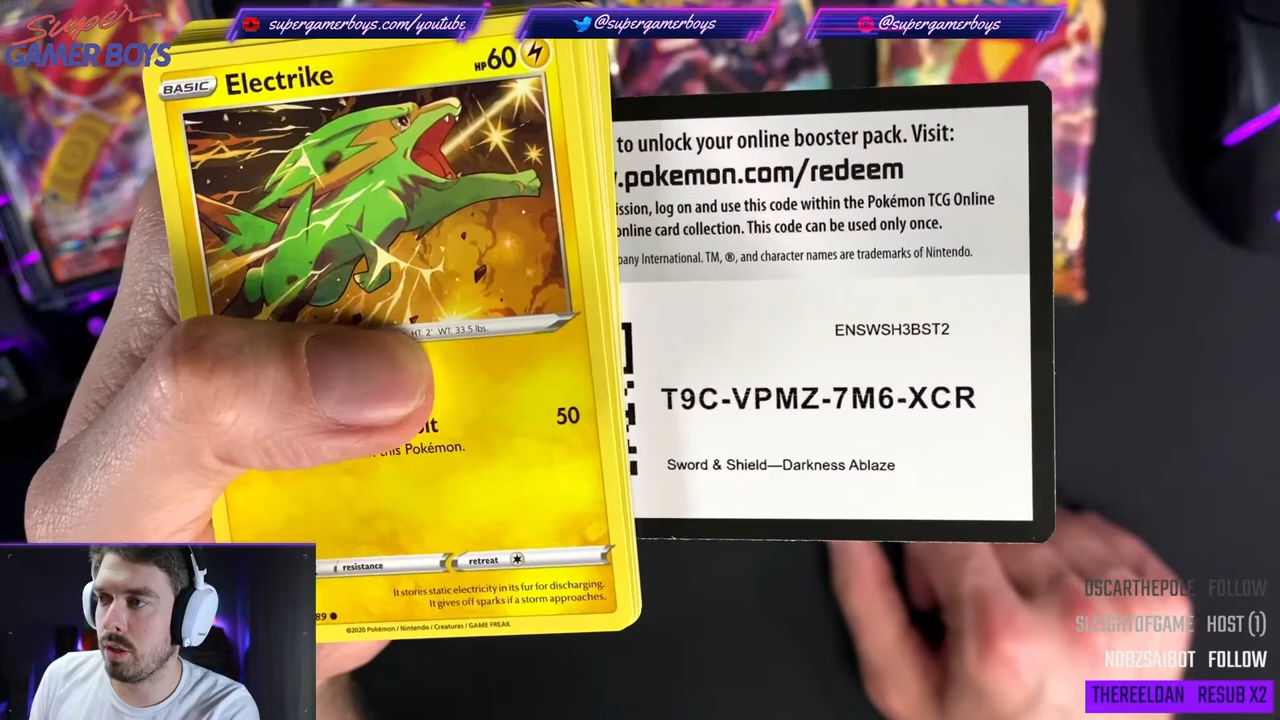 Super
GAMER BOYS
supergamerboys.com/youtube
@supergamerboys
@supergamerboys
BASIC
Electrike
HP60
HT. 2' WT. 33.5 lbs.
50
this Pokémon.
resistance
retreat
It stores static electricity in its fur for discharging.
It gives off sparks if a storm approaches.
89
©2020 Pokémon / Nintendo / Creatures / GAME FREAK
to unlock your online booster pack. Visit:
.pokemon.com/redeem
ission, log on and use this code within the Pokémon TCG Online
online card collection. This code can be used only once.
pany International. TM, ®, and character names are trademarks of Nintendo.
ENSWSH3BST2
T9C-VPMZ-7M6-XCR
Sword & Shield—Darkness Ablaze
OSCARTHEPOLE FOLLOW
SLEIGHTOFGAME HOST (1)
NOBZSAIBOT FOLLOW
THEREELDAN RESUB X2